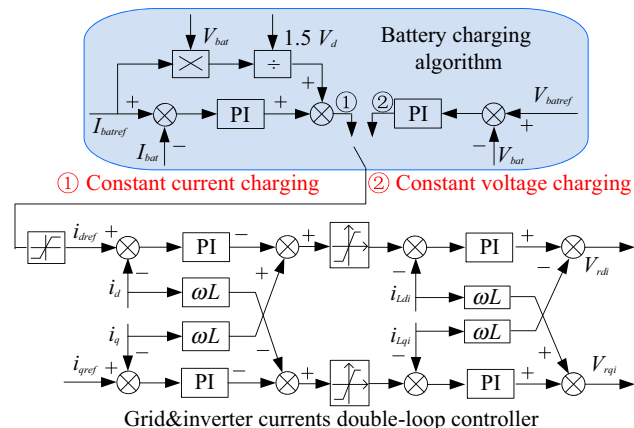 V_bat
1.5 V_d
Battery charging
algorithm
×
÷
+
+
①
②
+
PI
+
PI
V_batref
I_batref
−
+
−
I_bat
V_bat
① Constant current charging
② Constant voltage charging
i_dref
+
PI
−
+
+
PI
+
V_rdi
−
+
−
−
i_d
ωL
i_Ldi
ωL
i_q
ωL
i_Lqi
ωL
−
−
−
+
V_rqi
i_qref
+
PI
−
+
+
PI
+
Grid&inverter currents double-loop controller